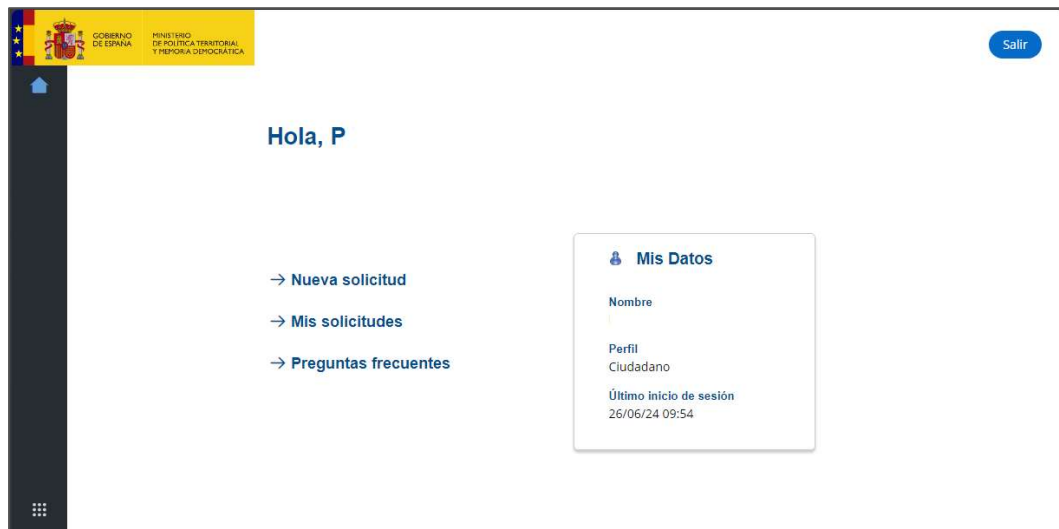 GOBIERNO
DE ESPAÑA
MINISTERIO
DE POLÍTICA TERRITORIAL
Y MEMORIA DEMOCRÁTICA
Salir
Hola, P
→ Nueva solicitud
→ Mis solicitudes
→ Preguntas frecuentes
Mis Datos
Nombre
Perfil
Ciudadano
Último inicio de sesión
26/06/24 09:54